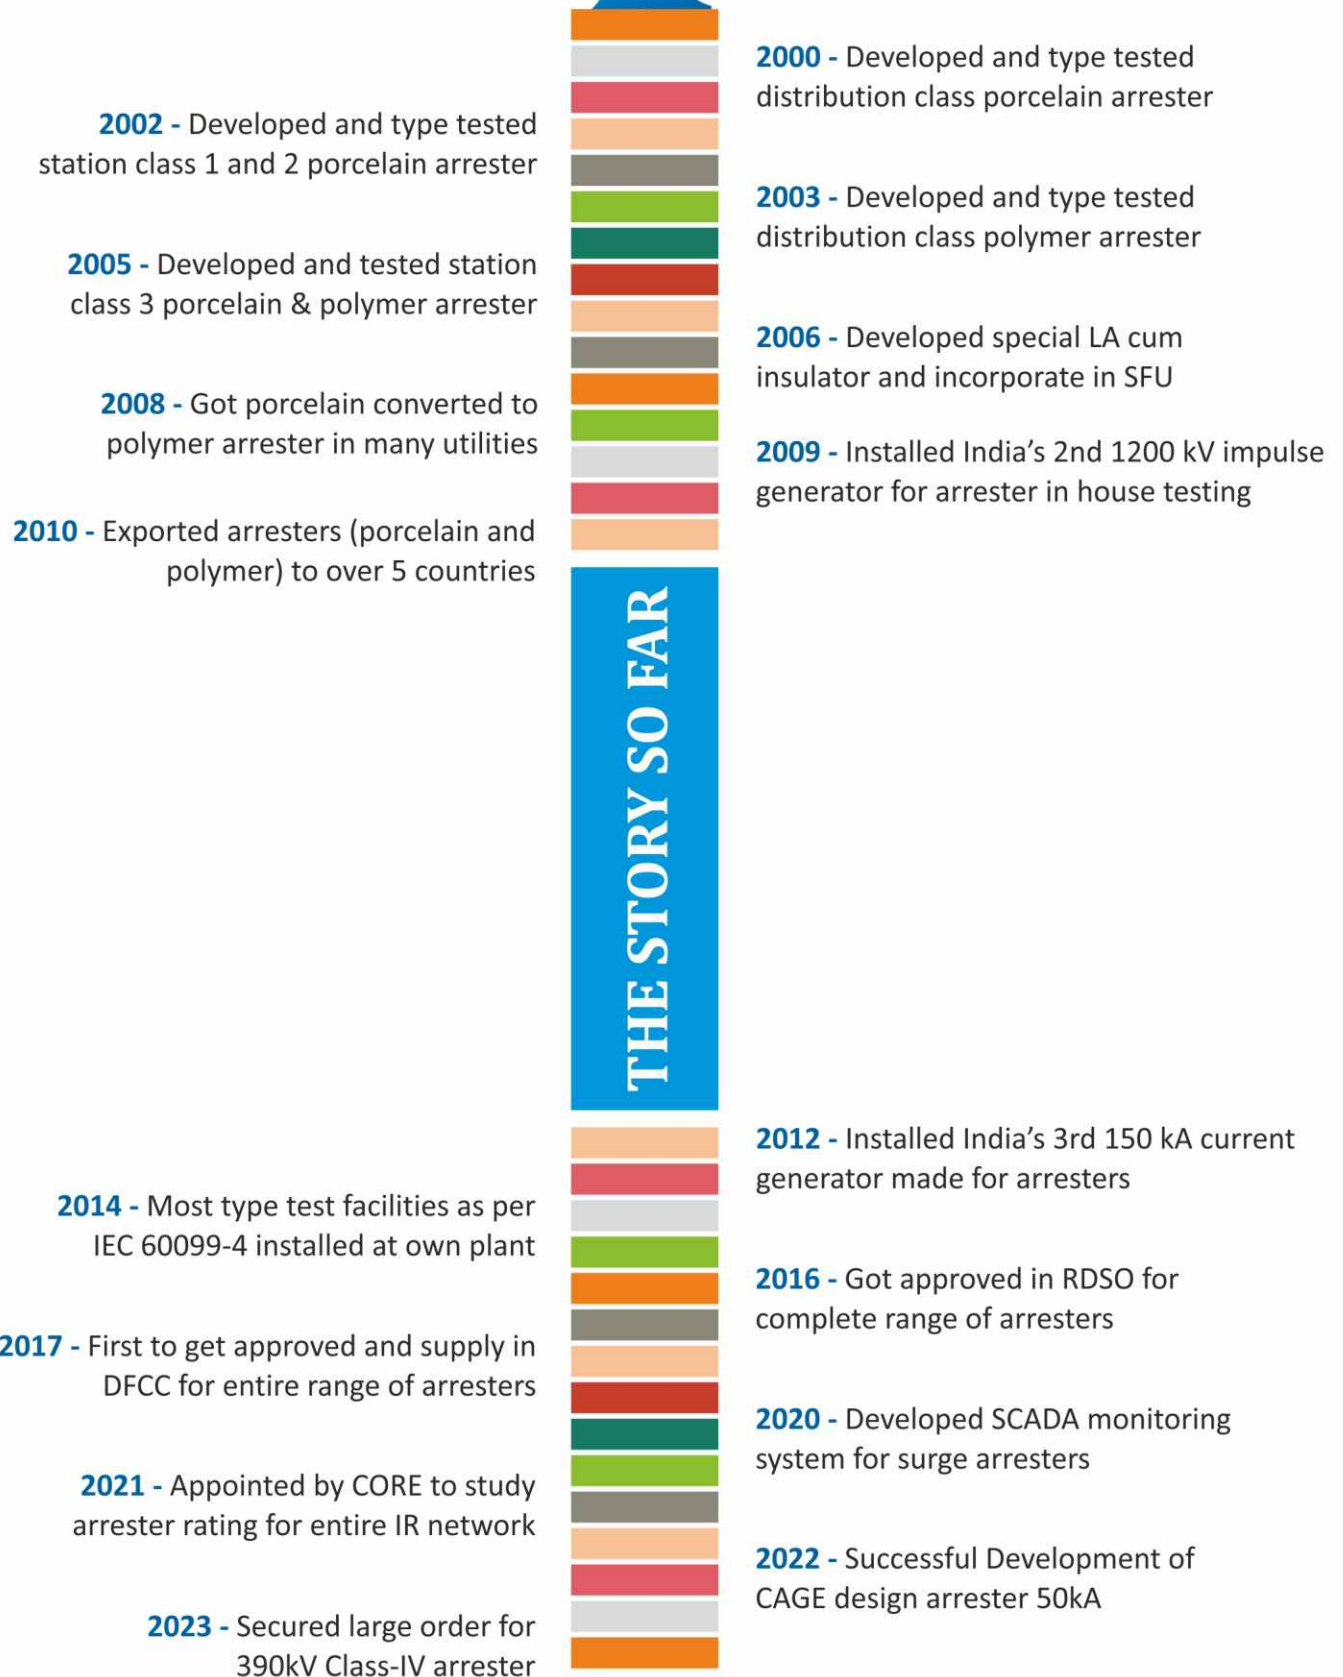 2000 - Developed and type tested
distribution class porcelain arrester
2002 - Developed and type tested
station class 1 and 2 porcelain arrester
2003 - Developed and type tested
distribution class polymer arrester
2005 - Developed and tested station
class 3 porcelain & polymer arrester
2006 - Developed special LA cum
insulator and incorporate in SFU
2008 - Got porcelain converted to
polymer arrester in many utilities
2009 - Installed India’s 2nd 1200 kV impulse
generator for arrester in house testing
2010 - Exported arresters (porcelain and
polymer) to over 5 countries
THE STORY SO FAR
2012 - Installed India’s 3rd 150 kA current
generator made for arresters
2014 - Most type test facilities as per
IEC 60099-4 installed at own plant
2016 - Got approved in RDSO for
complete range of arresters
2017 - First to get approved and supply in
DFCC for entire range of arresters
2020 - Developed SCADA monitoring
system for surge arresters
2021 - Appointed by CORE to study
arrester rating for entire IR network
2022 - Successful Development of
CAGE design arrester 50kA
2023 - Secured large order for
390kV Class-IV arrester